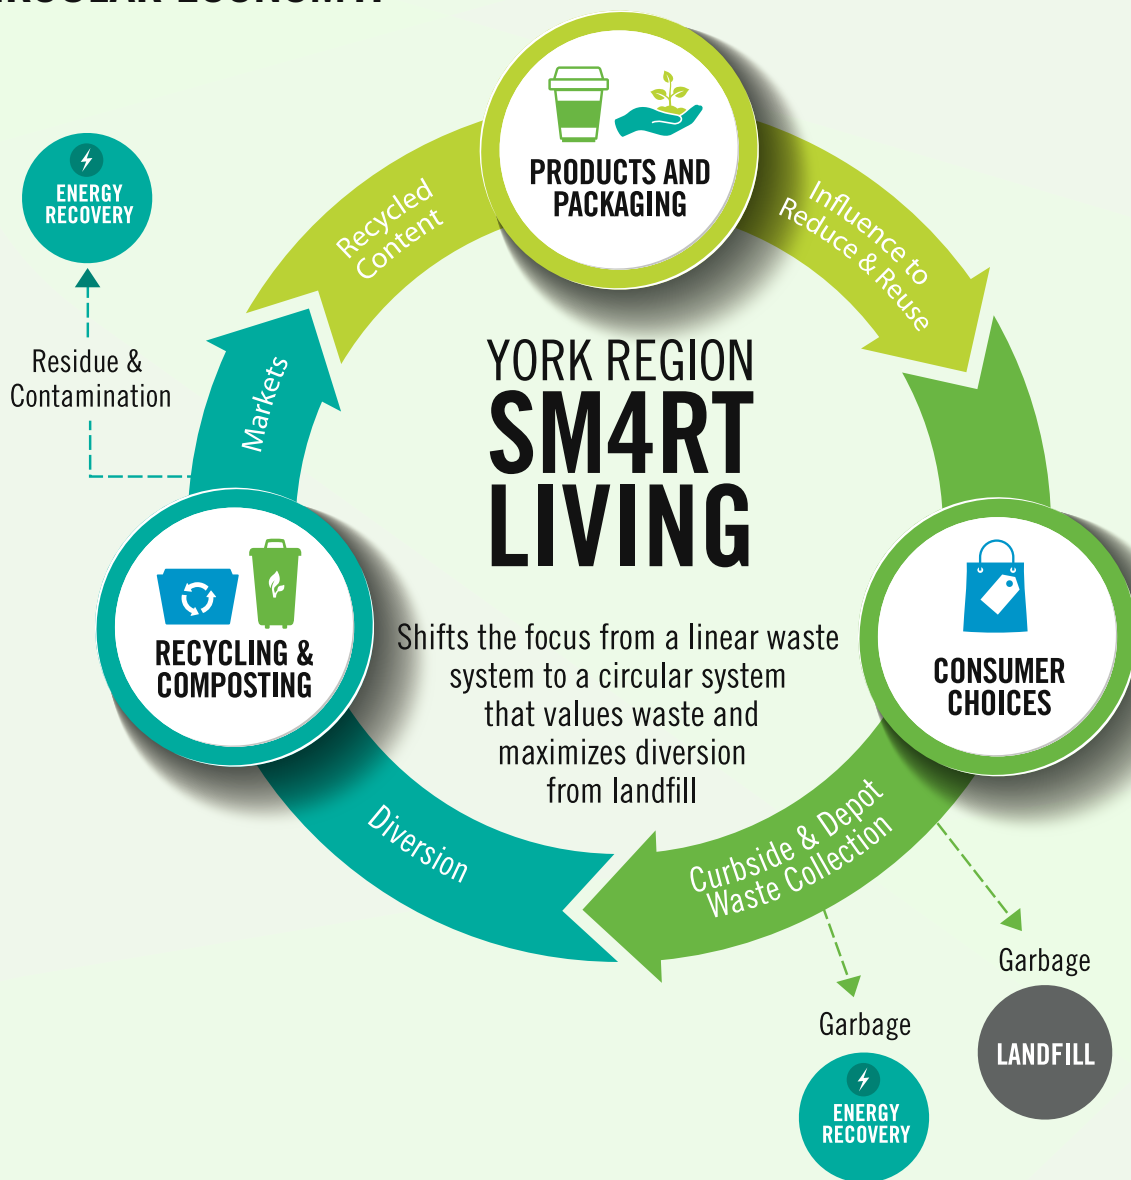 CIRCULAR ECONOMY.
PRODUCTS AND
PACKAGING
Influence to
Reduce & Reuse
CONSUMER
CHOICES
Curbside & Depot
Waste Collection
Garbage
LANDFILL
Garbage
ENERGY
RECOVERY
Diversion
RECYCLING &
COMPOSTING
Residue &
Contamination
ENERGY
RECOVERY
Markets
Recycled
Content
YORK REGION
SM4RT
LIVING
Shifts the focus from a linear waste
system to a circular system
that values waste and
maximizes diversion
from landfill